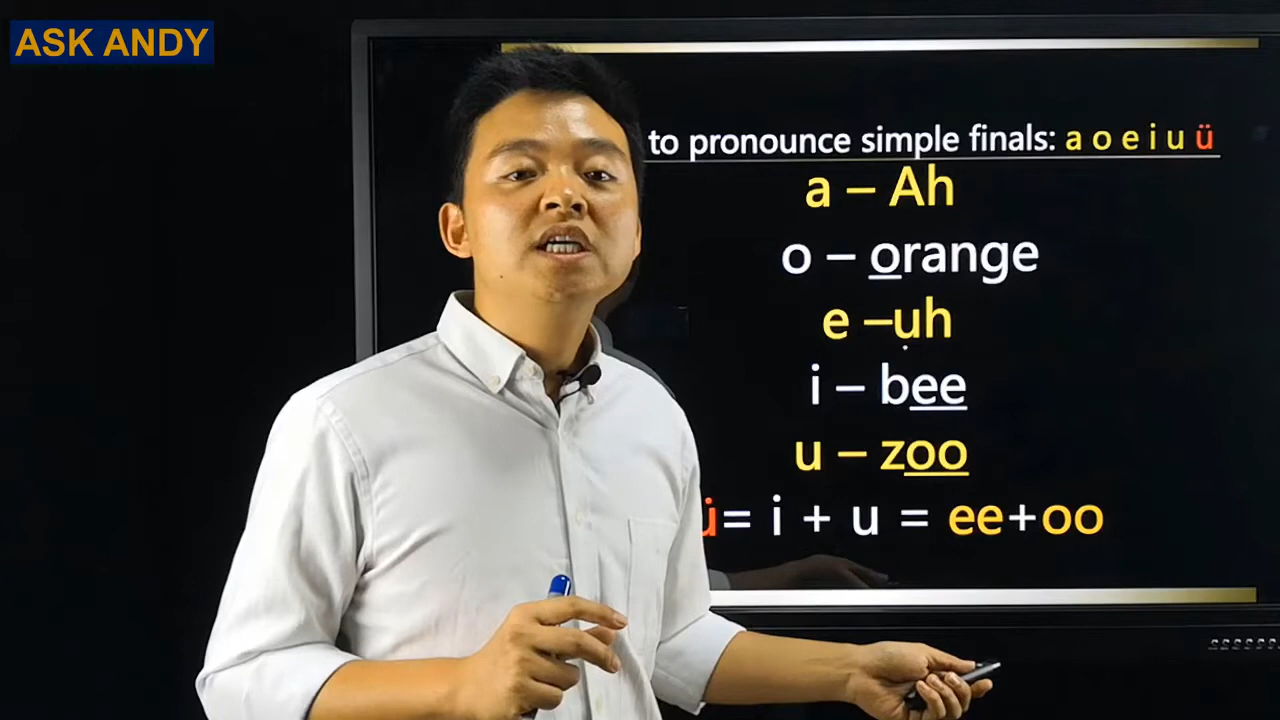 ASK ANDY
to pronounce simple finals: a o e i u ü
a – Ah
o – orange
e –uh
i – bee
u – zoo
ü= i + u = ee+oo